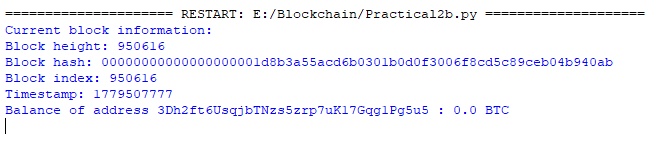 ===================== RESTART: E:/Blockchain/Practical2b.py ====================
Current block information:
Block height: 950616
Block hash: 00000000000000000001d8b3a55acd6b0301b0d0f3006f8cd5c89ceb04b940ab
Block index: 950616
Timestamp: 1779507777
Balance of address 3Dh2ft6UsqjbTNzs5zrp7uK17Gqg1Pg5u5 : 0.0 BTC